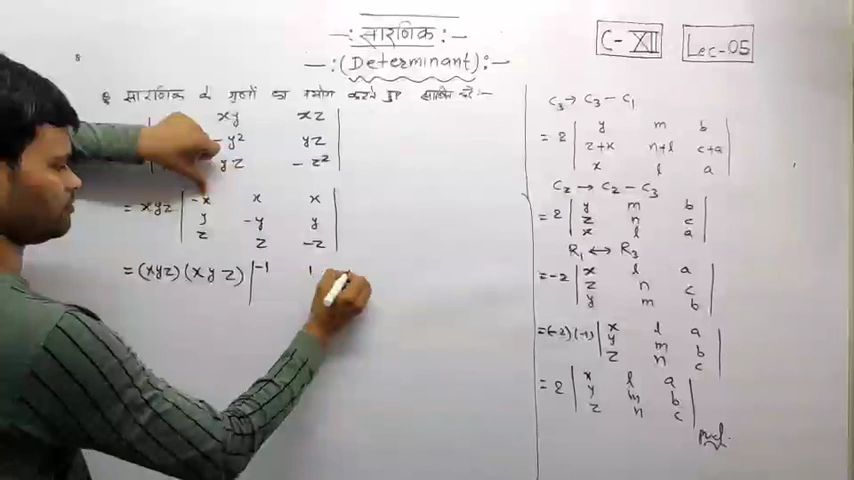 —: सारणिक :—
—:(Determinant):—
C-XII
Lec-05
सारणिक के गुणों का प्रयोग करते हुए साबित करें:—
xy xz
-y² yz
yz -z²
= xyz | -x x x |
y -y y
z z -z
= (xyz)(xyz) | -1 1
C₃→ C₃ - C₁
= 2 | y m b |
z+x n+l c+a
x l a
C₂ → C₂ - C₃
= 2 | y m b |
z n c
x l a
R₁ ↔ R₃
= -2 | x l a |
z n c
y m b
= (-2)(-1) | x l a |
y m b
z n c
= 2 | x l a |
y m b
z n c